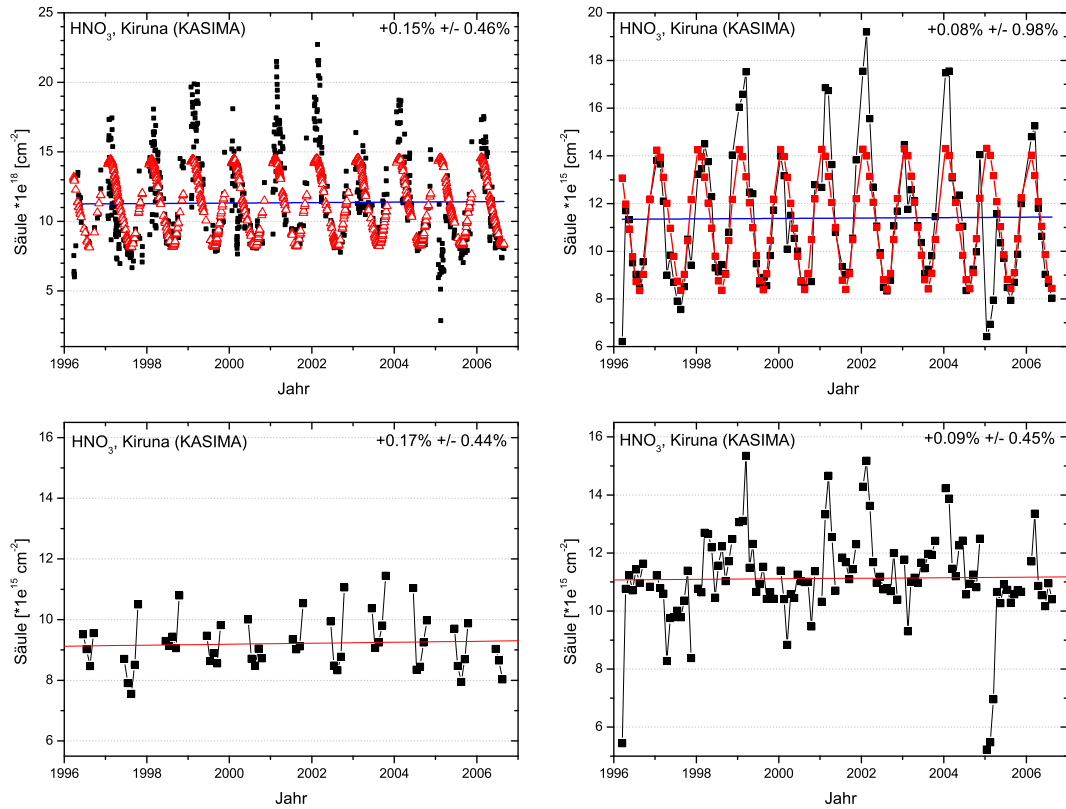 HNO3, Kiruna (KASIMA) +0.15% +/- 0.46%
25
20
15
10
5
Säule *1e18 [cm-2]
1996 1998 2000 2002 2004 2006
Jahr
HNO3, Kiruna (KASIMA) +0.08% +/- 0.98%
20
18
16
14
12
10
8
6
Säule *1e15 [cm-2]
1996 1998 2000 2002 2004 2006
Jahr
HNO3, Kiruna (KASIMA) +0.17% +/- 0.44%
16
14
12
10
8
6
Säule [*1e15 cm-2]
1996 1998 2000 2002 2004 2006
Jahr
HNO3, Kiruna (KASIMA) +0.09% +/- 0.45%
16
14
12
10
8
6
Säule [*1e15 cm-2]
1996 1998 2000 2002 2004 2006
Jahr